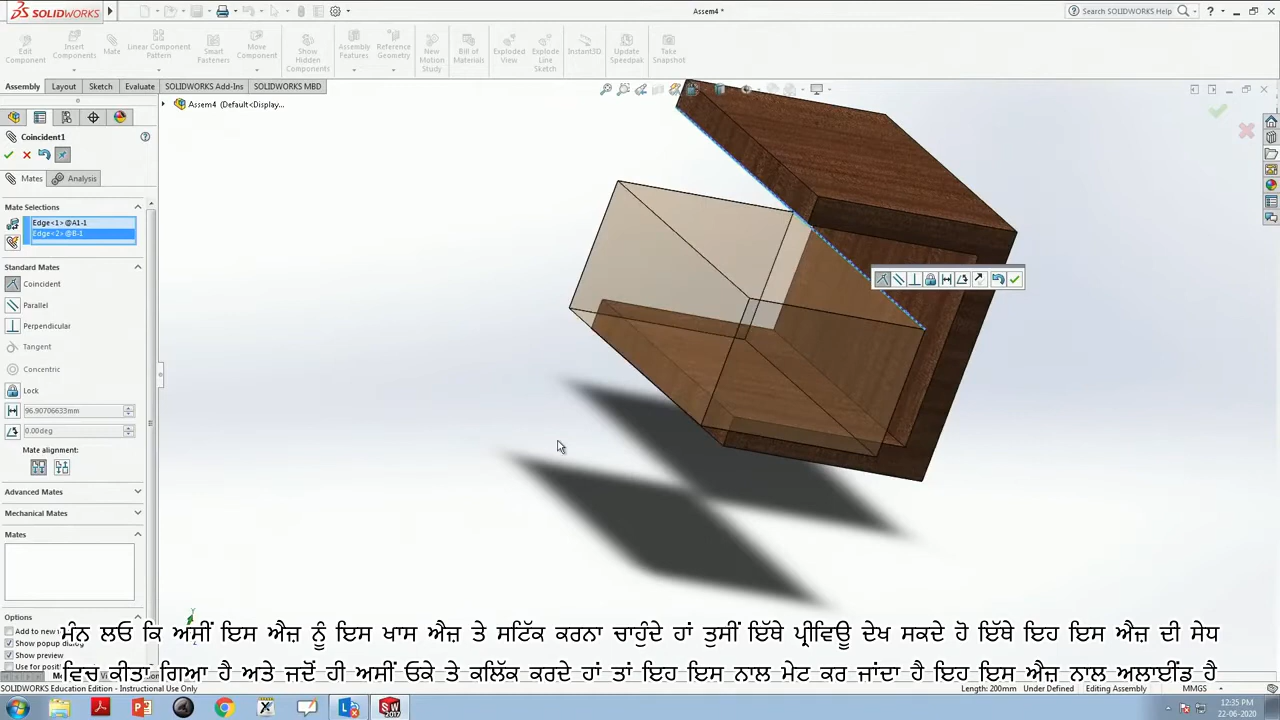 SOLIDWORKS
Assem4 *
Search SOLIDWORKS Help
Edit Component
Insert Components
Mate
Linear Component Pattern
Smart Fasteners
Move Component
Show Hidden Components
Assembly Features
Reference Geometry
New Motion Study
Bill of Materials
Exploded View
Explode Line Sketch
Instant3D
Update Speedpak
Take Snapshot
Assembly
Layout
Sketch
Evaluate
SOLIDWORKS Add-Ins
SOLIDWORKS MBD
Assem4 (Default<Display...
Coincident1
Mates
Analysis
Mate Selections
Edge<1>@A1-1
Edge<2>@B-1
Standard Mates
Coincident
Parallel
Perpendicular
Tangent
Concentric
Lock
96.90706633mm
0.00deg
Mate alignment:
Advanced Mates
Mechanical Mates
Mates
Options
Add to new
Show popup
Show preview
Use for posit
ਮੰਨ ਲਓ ਕਿ ਅਸੀਂ ਇਸ ਐਜ਼ ਨੂੰ ਇਸ ਖਾਸ ਐਜ਼ ਤੇ ਸਟਿੱਕ ਕਰਨਾ ਚਾਹੁੰਦੇ ਹਾਂ ਤੁਸੀਂ ਇੱਥੇ ਪ੍ਰੀਵਿਊ ਦੇਖ ਸਕਦੇ ਹੋ ਇੱਥੇ ਇਹ ਇਸ ਐਜ਼ ਦੀ ਸੇਧ
ਵਿਚ ਕੀਤਾ ਗਿਆ ਹੈ ਅਤੇ ਜਦੋਂ ਹੀ ਅਸੀਂ ਓਕੇ ਤੇ ਕਲਿੱਕ ਕਰਦੇ ਹਾਂ ਤਾਂ ਇਹ ਇਸ ਨਾਲ ਮੇਟ ਕਰ ਜਾਂਦਾ ਹੈ ਇਹ ਇਸ ਐਜ਼ ਨਾਲ ਅਲਾਈਂਡ ਹੈ
SOLIDWORKS Education Edition - Instructional Use Only
Length: 200mm
Under Defined
Editing Assembly
MMGS
12:35 PM
22-06-2020